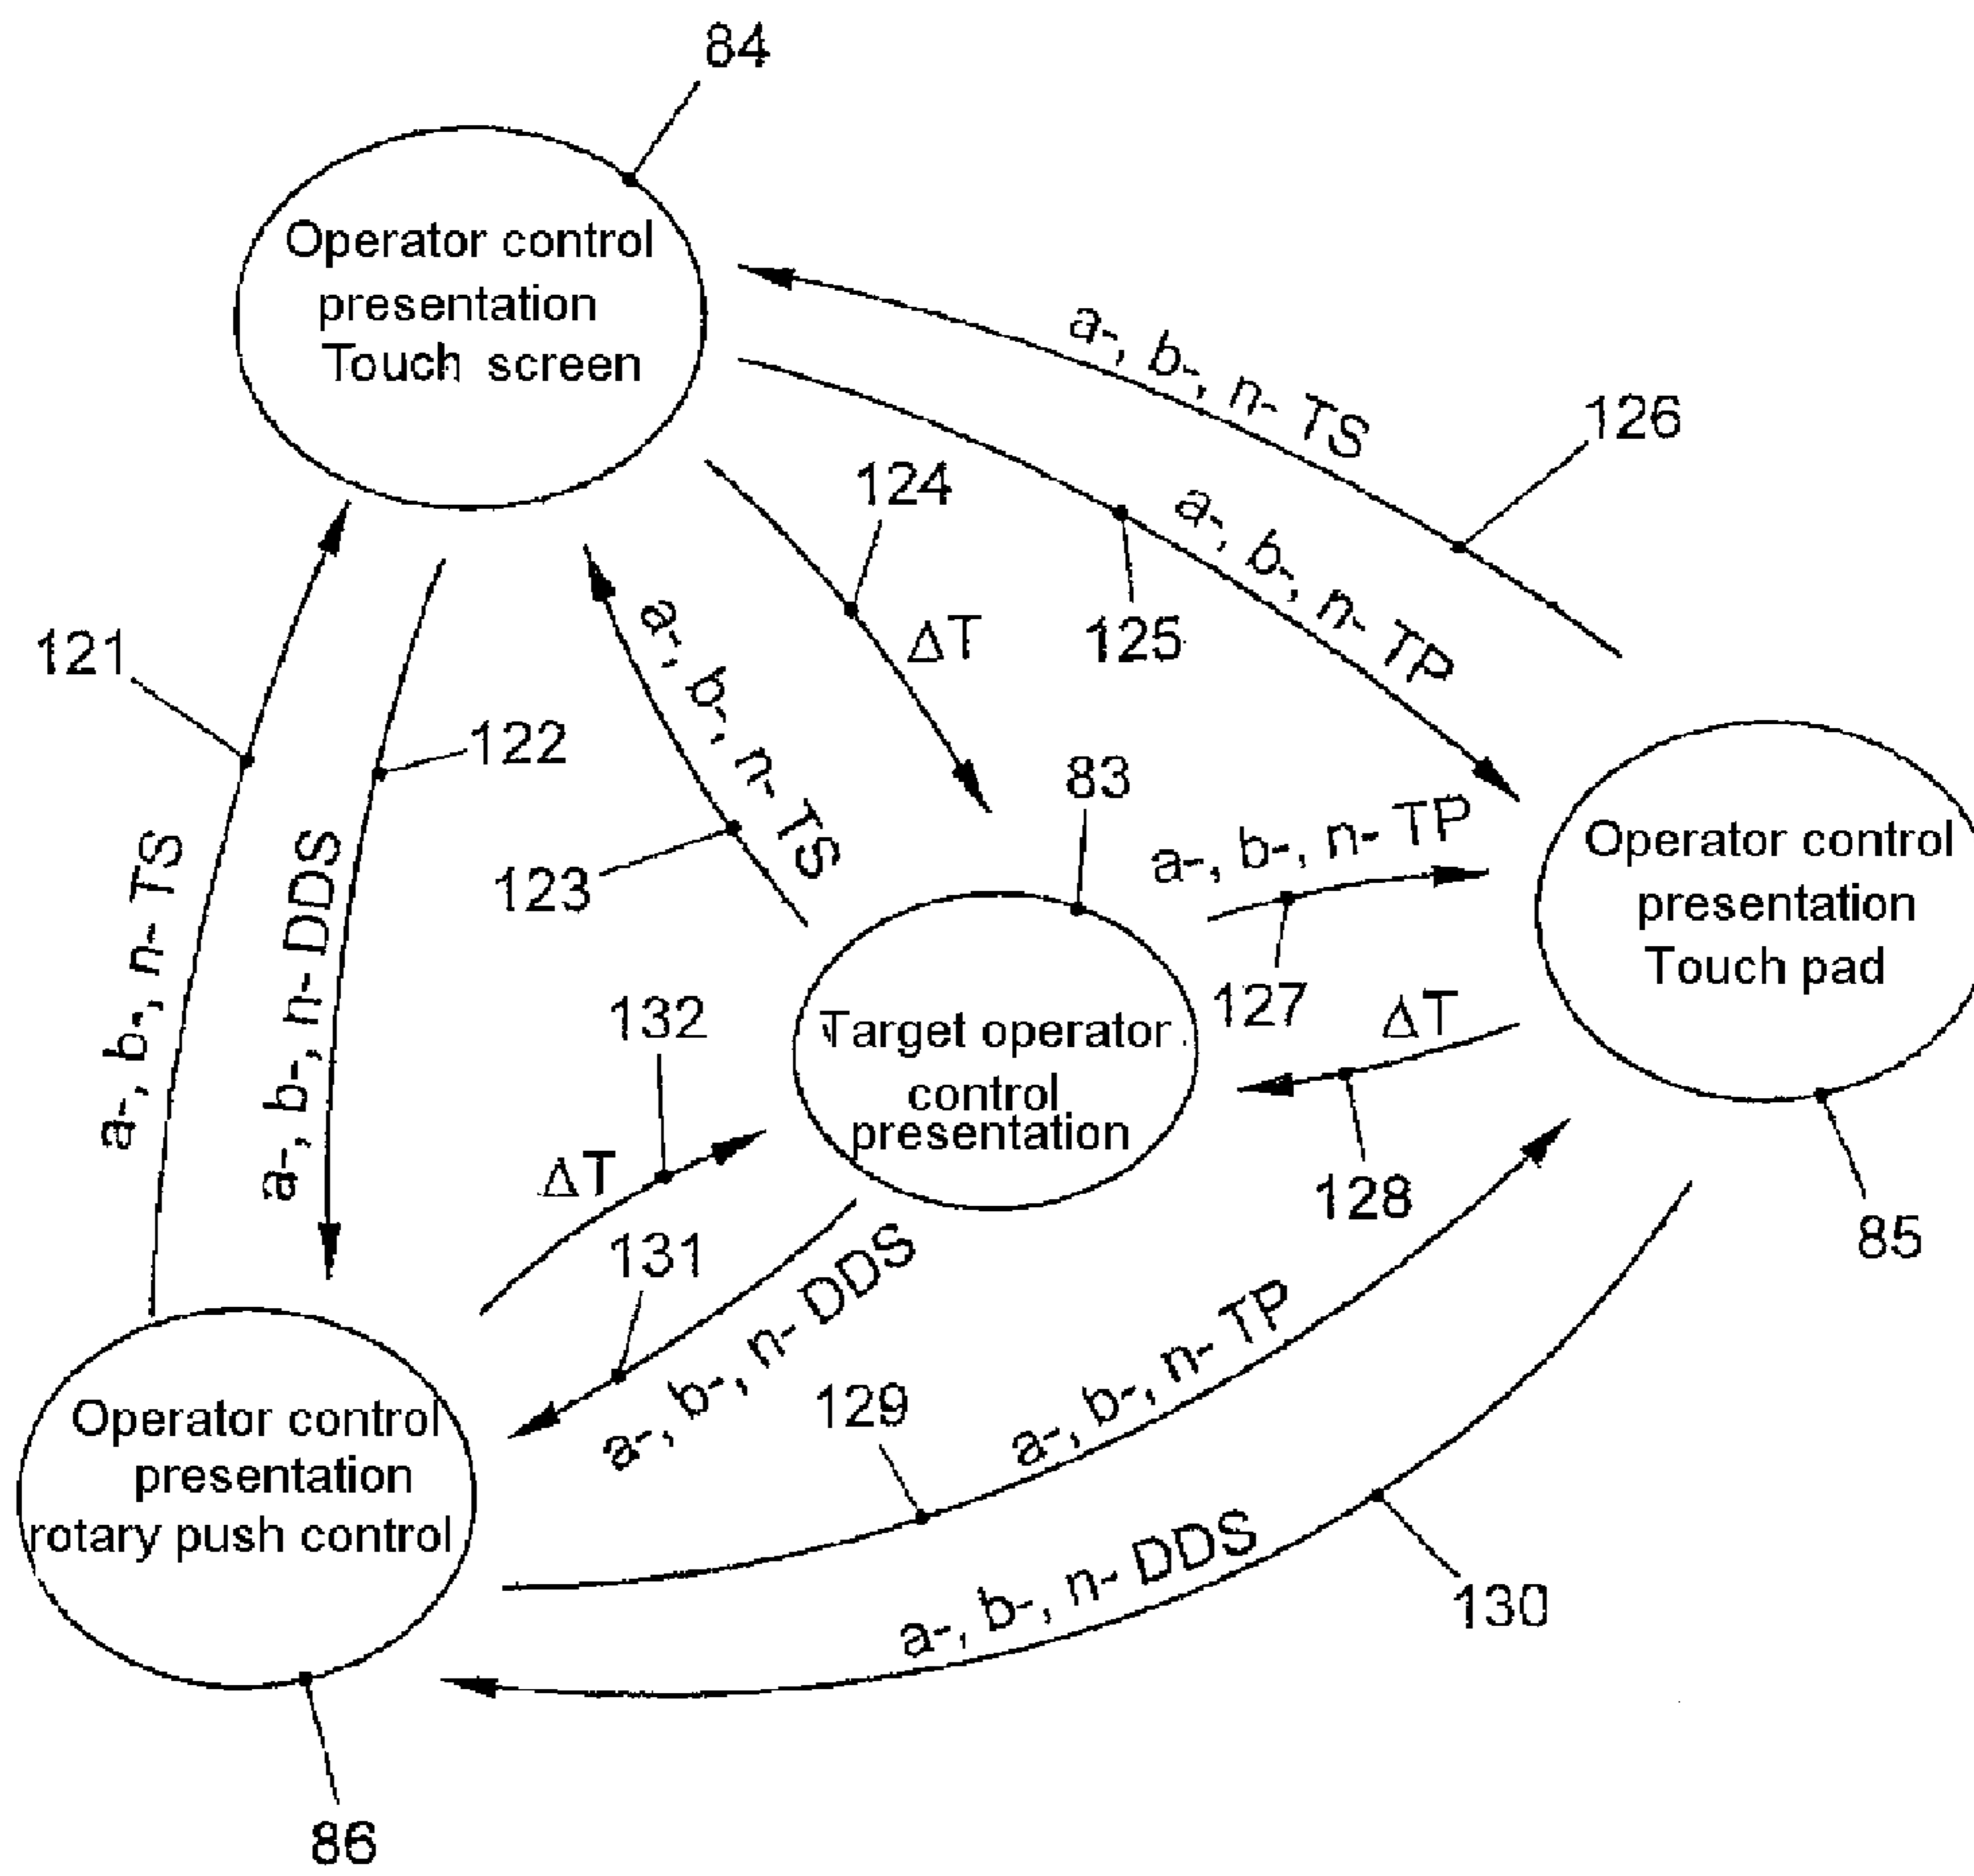 84
Operator control
presentation
Touch screen
a-, b-, n- TS
126
124
a-, b-, n- TP
125
ΔT
121
a-, b-, n- TS
122
83
123
a-, b-, n- TS
a-, b-, n- DDS
a-, b-, n- TP
127
Operator control
presentation
Touch pad
132
Target operator
control
presentation
ΔT
128
85
ΔT
131
a-, b-, n- DDS
129
a-, b-, n- TP
Operator control
presentation
rotary push control
a-, b-, n- DDS
130
86